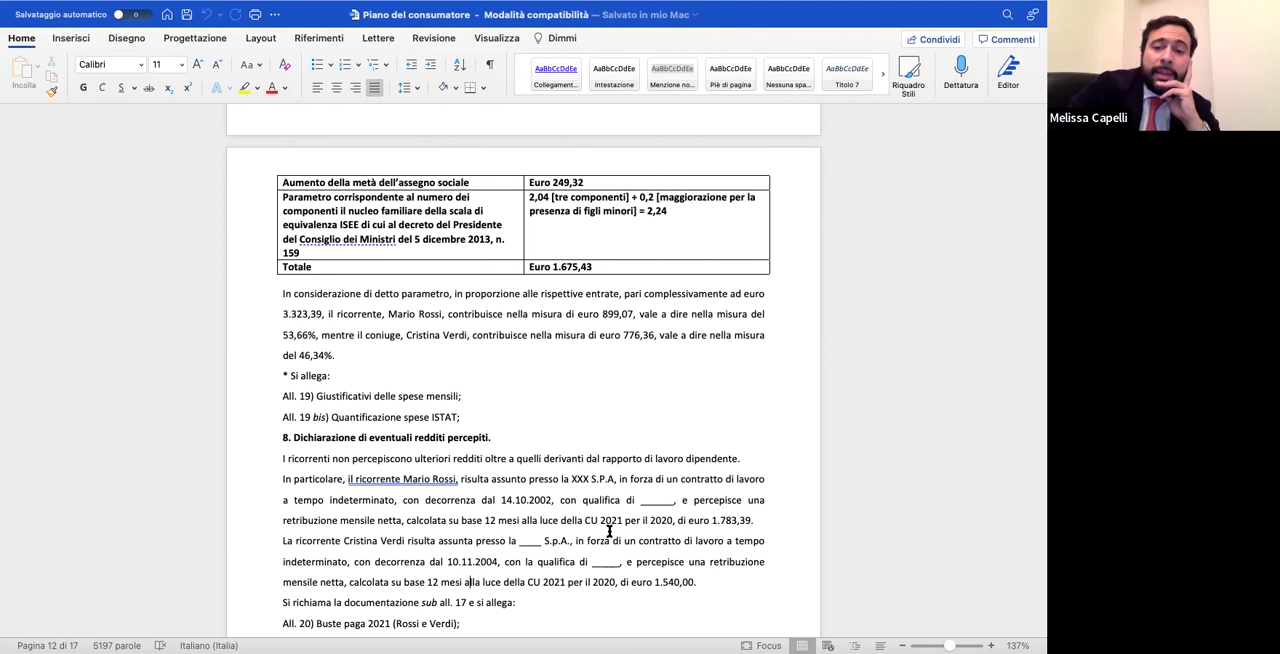 Salvataggio automatico
Piano del consumatore - Modalità compatibilità — Salvato in mio Mac
Home Inserisci Disegno Progettazione Layout Riferimenti Lettere Revisione Visualizza Dimmi
Condividi Commenti
Incolla
Calibri 11
AaBbCcDdEe AaBbCcDdEe AaBbCcDdEe AaBbCcDdEe AaBbCcDdEe AaBbCcDdEe
Collegament... Intestazione Menzione no... Piè di pagina Nessuna spa... Titolo 7
Riquadro Stili
Dettatura
Editor
Melissa Capelli
Aumento della metà dell'assegno sociale Euro 249,32
Parametro corrispondente al numero dei 2,04 [tre componenti] + 0,2 [maggiorazione per la
componenti il nucleo familiare della scala di presenza di figli minori] = 2,24
equivalenza ISEE di cui al decreto del Presidente
del Consiglio dei Ministri del 5 dicembre 2013, n.
159
Totale Euro 1.675,43
In considerazione di detto parametro, in proporzione alle rispettive entrate, pari complessivamente ad euro
3.323,39, il ricorrente, Mario Rossi, contribuisce nella misura di euro 899,07, vale a dire nella misura del
53,66%, mentre il coniuge, Cristina Verdi, contribuisce nella misura di euro 776,36, vale a dire nella misura
del 46,34%.
* Si allega:
All. 19) Giustificativi delle spese mensili;
All. 19 bis) Quantificazione spese ISTAT;
8. Dichiarazione di eventuali redditi percepiti.
I ricorrenti non percepiscono ulteriori redditi oltre a quelli derivanti dal rapporto di lavoro dipendente.
In particolare, il ricorrente Mario Rossi, risulta assunto presso la XXX S.P.A, in forza di un contratto di lavoro
a tempo indeterminato, con decorrenza dal 14.10.2002, con qualifica di ______, e percepisce una
retribuzione mensile netta, calcolata su base 12 mesi alla luce della CU 2021 per il 2020, di euro 1.783,39.
La ricorrente Cristina Verdi risulta assunta presso la ____ S.p.A., in forza di un contratto di lavoro a tempo
indeterminato, con decorrenza dal 10.11.2004, con la qualifica di _____, e percepisce una retribuzione
mensile netta, calcolata su base 12 mesi alla luce della CU 2021 per il 2020, di euro 1.540,00.
Si richiama la documentazione sub all. 17 e si allega:
All. 20) Buste paga 2021 (Rossi e Verdi);
Pagina 12 di 17 5197 parole Italiano (Italia) Focus 137%